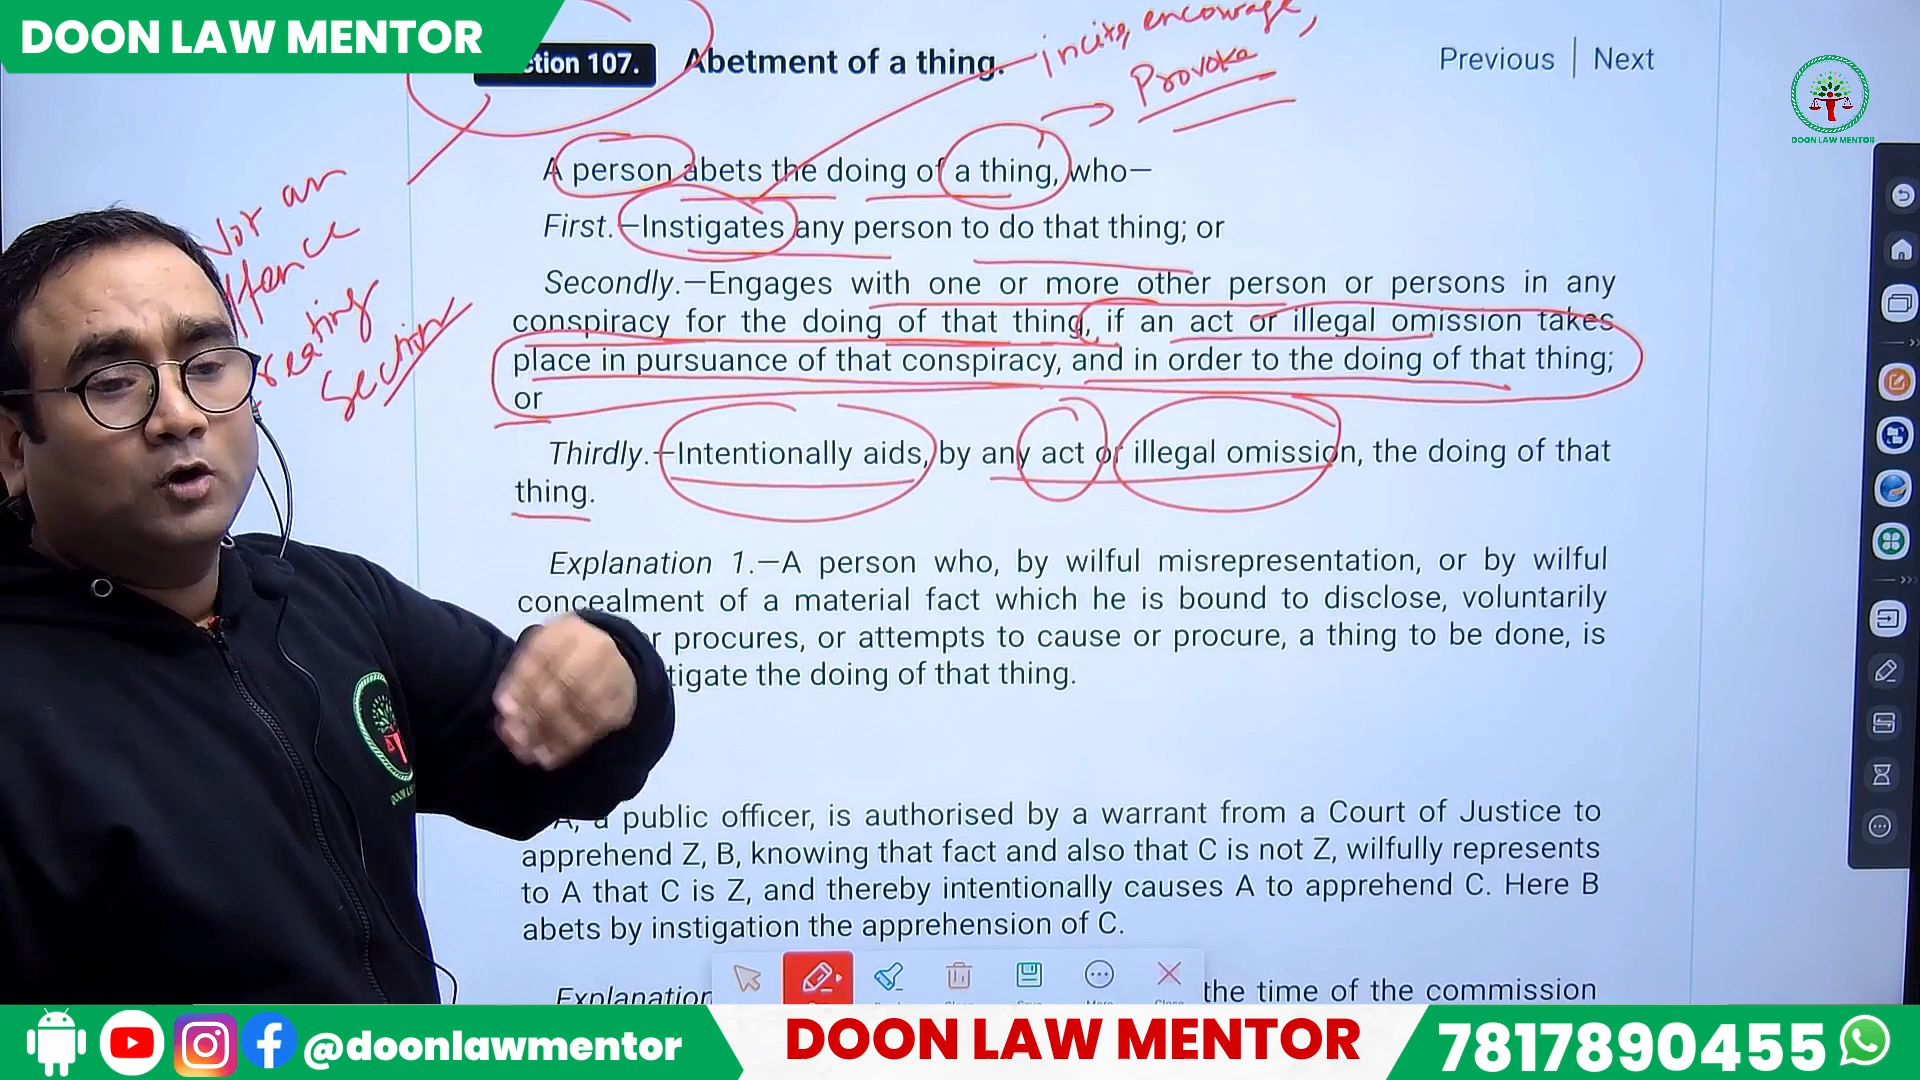 DOON LAW MENTOR
ction 107. Abetment of a thing.
incite, encourage,
Provoke
Previous | Next
DOON LAW MENTOR
A person abets the doing of a thing, who—
First.—Instigates any person to do that thing; or
Not an
offence
creating
Section
Secondly.—Engages with one or more other person or persons in any
conspiracy for the doing of that thing, if an act or illegal omission takes
place in pursuance of that conspiracy, and in order to the doing of that thing;
or
Thirdly.—Intentionally aids, by any act or illegal omission, the doing of that
thing.
Explanation 1.—A person who, by wilful misrepresentation, or by wilful
concealment of a material fact which he is bound to disclose, voluntarily
r procures, or attempts to cause or procure, a thing to be done, is
tigate the doing of that thing.
A, a public officer, is authorised by a warrant from a Court of Justice to
apprehend Z, B, knowing that fact and also that C is not Z, wilfully represents
to A that C is Z, and thereby intentionally causes A to apprehend C. Here B
abets by instigation the apprehension of C.
Explanation the time of the commission
More
Close
@doonlawmentor
DOON LAW MENTOR
7817890455